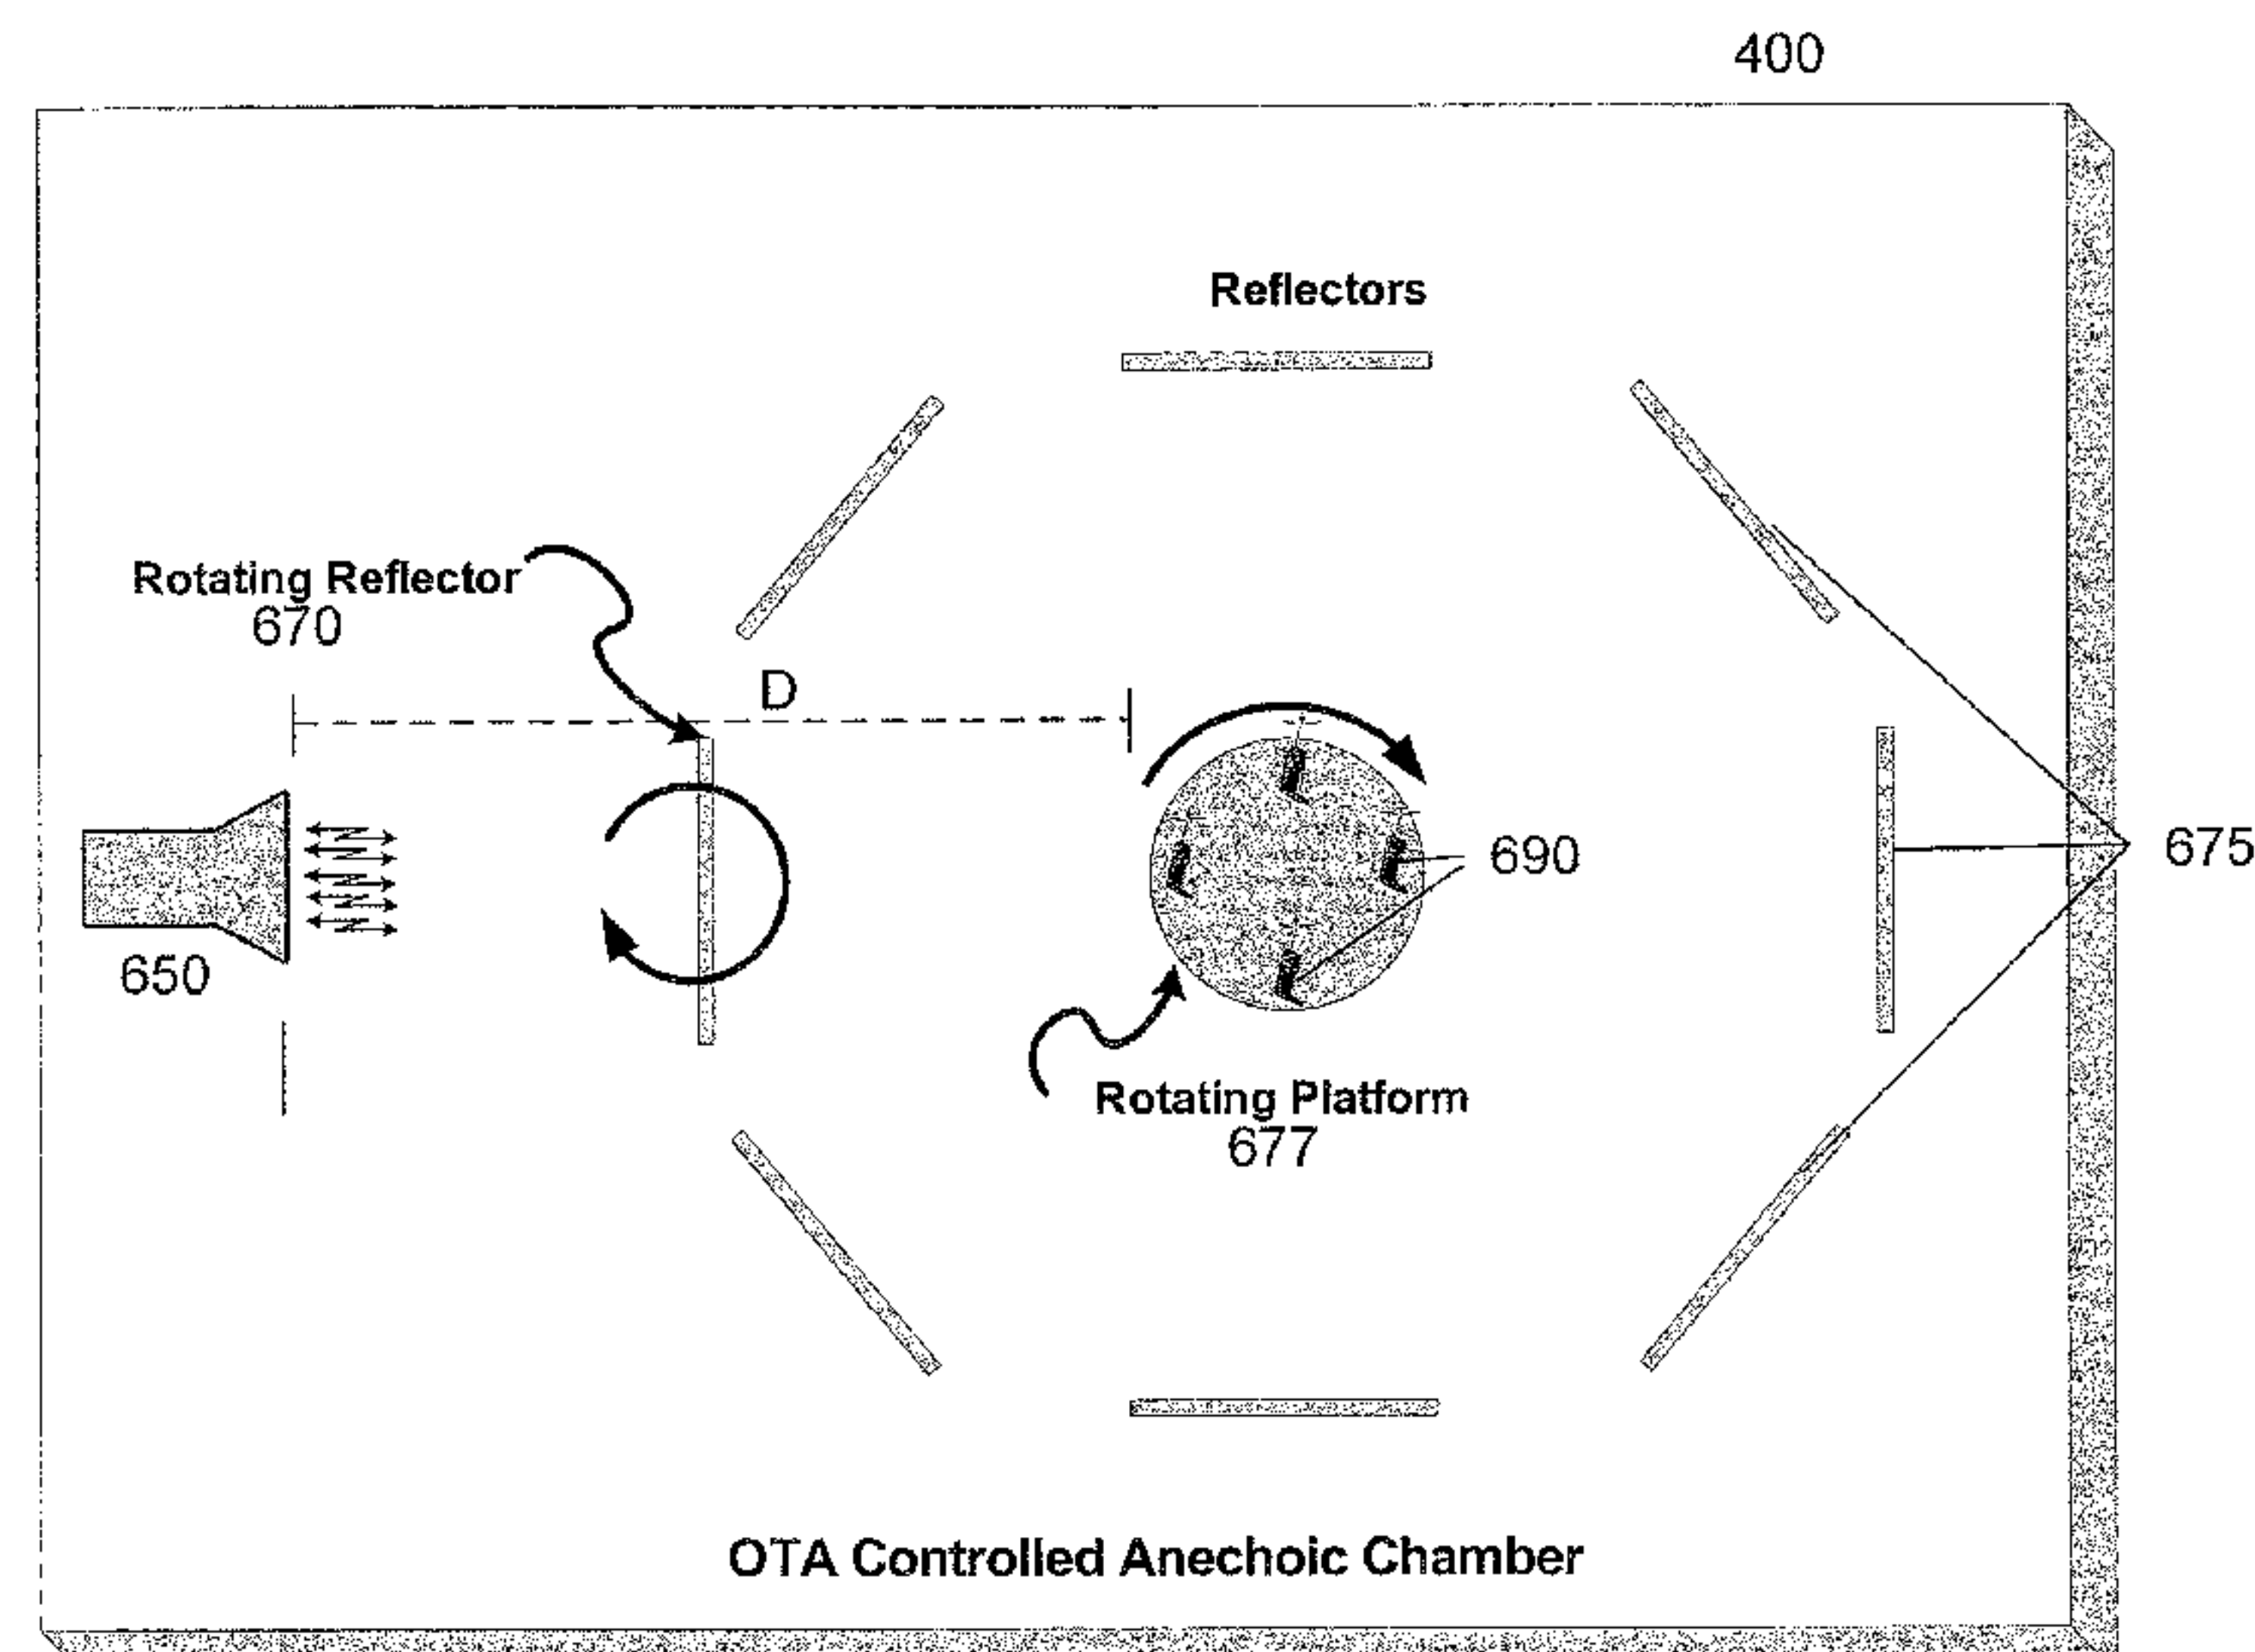 400
Reflectors
Rotating Reflector
670
D
690
675
650
Rotating Platform
677
OTA Controlled Anechoic Chamber